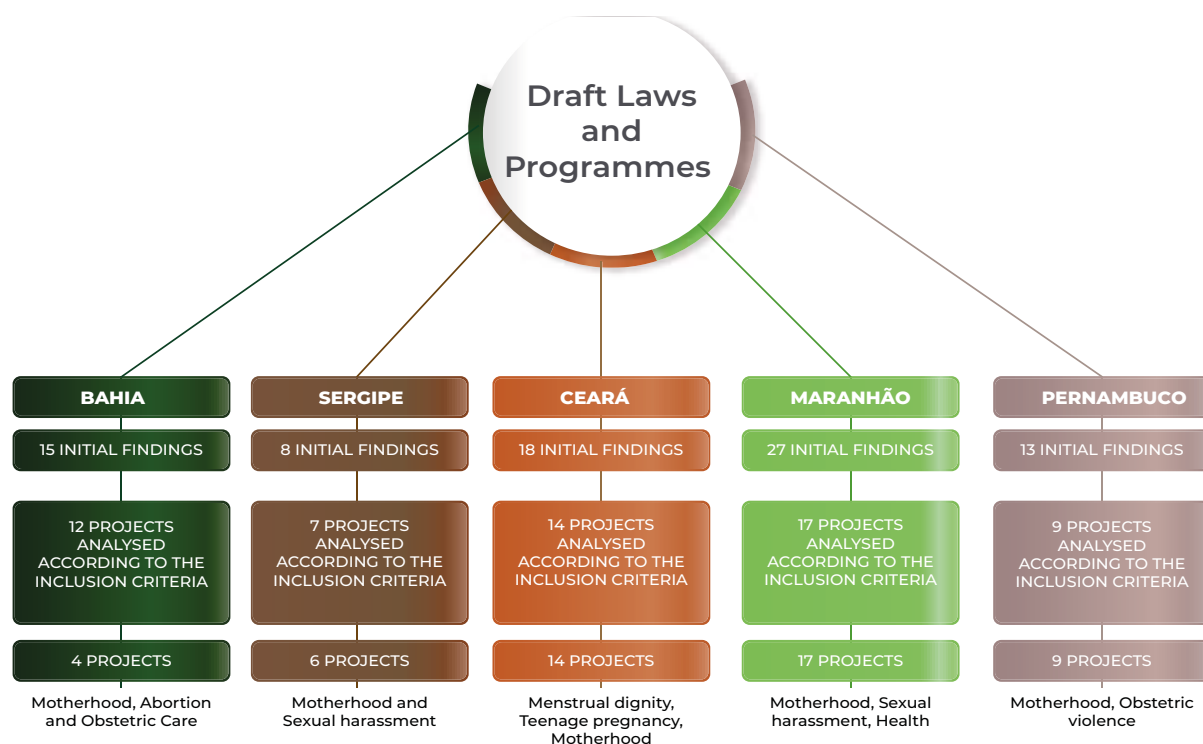 Draft Laws
and
Programmes
BAHIA
15 INITIAL FINDINGS
12 PROJECTS
ANALYSED
ACCORDING TO THE
INCLUSION CRITERIA
4 PROJECTS
Motherhood, Abortion
and Obstetric Care
SERGIPE
8 INITIAL FINDINGS
7 PROJECTS
ANALYSED
ACCORDING TO THE
INCLUSION CRITERIA
6 PROJECTS
Motherhood and
Sexual harassment
CEARÁ
18 INITIAL FINDINGS
14 PROJECTS
ANALYSED
ACCORDING TO THE
INCLUSION CRITERIA
14 PROJECTS
Menstrual dignity,
Teenage pregnancy,
Motherhood
MARANHÃO
27 INITIAL FINDINGS
17 PROJECTS
ANALYSED
ACCORDING TO THE
INCLUSION CRITERIA
17 PROJECTS
Motherhood, Sexual
harassment, Health
PERNAMBUCO
13 INITIAL FINDINGS
9 PROJECTS
ANALYSED
ACCORDING TO THE
INCLUSION CRITERIA
9 PROJECTS
Motherhood, Obstetric
violence